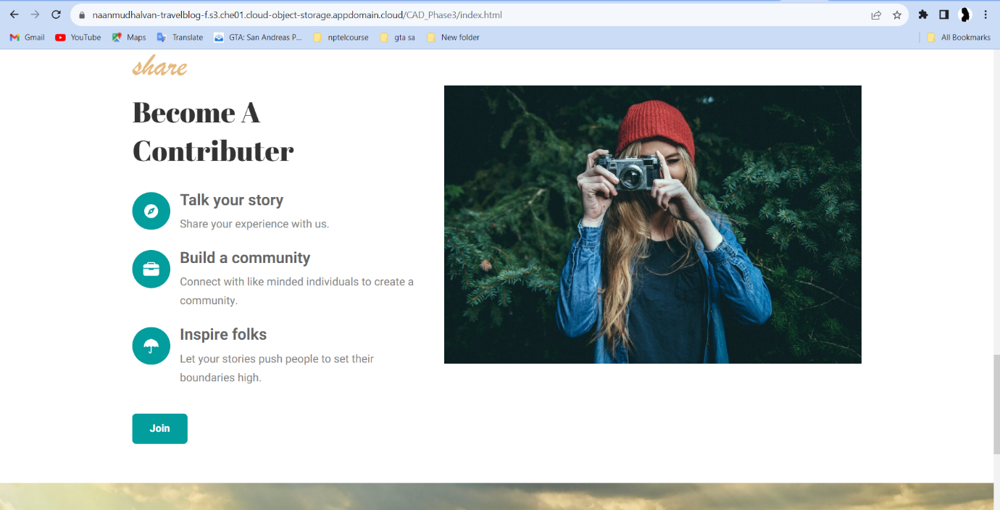 naanmudhalvan-travelblog-f.s3.che01.cloud-object-storage.appdomain.cloud/CAD_Phase3/index.html
Gmail YouTube Maps Translate GTA: San Andreas P... nptelcourse gta sa New folder All Bookmarks
share
Become A
Contributer
Talk your story
Share your experience with us.
Build a community
Connect with like minded individuals to create a
community.
Inspire folks
Let your stories push people to set their
boundaries high.
Join